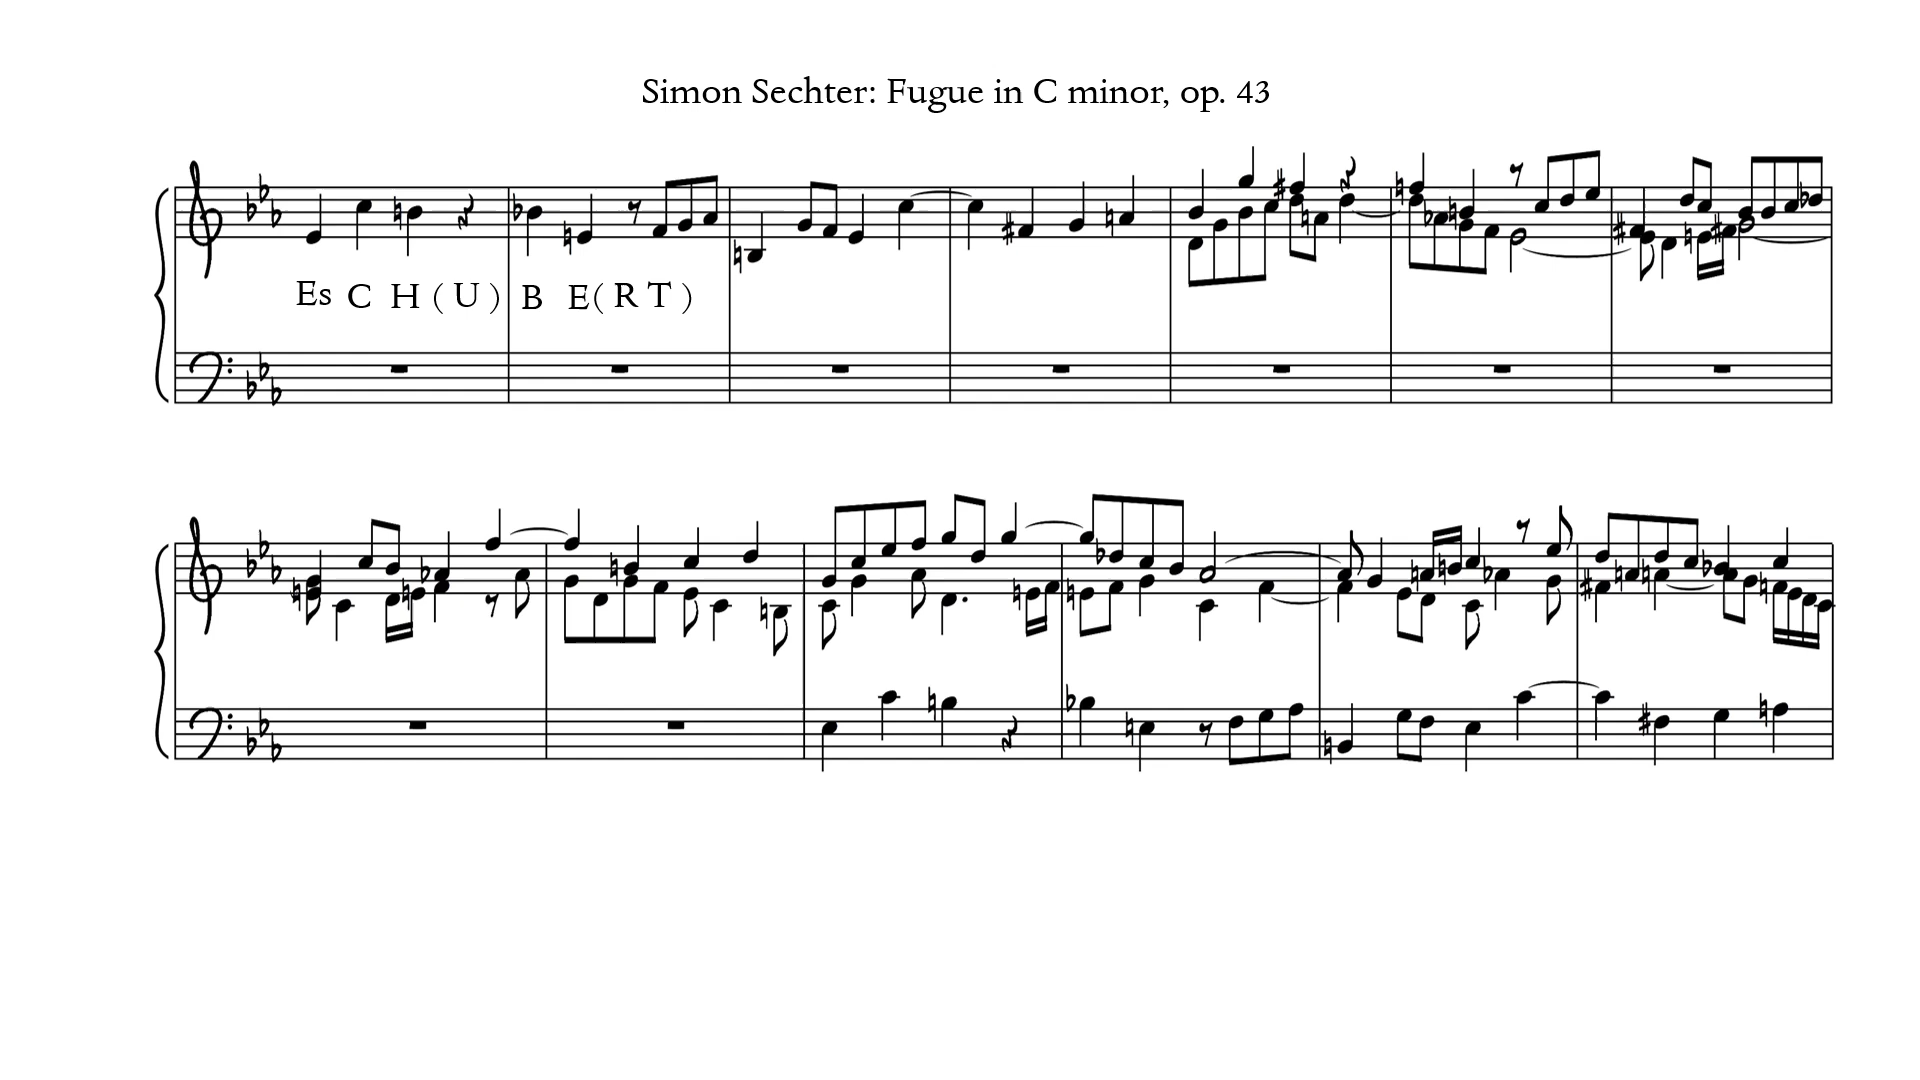 Simon Sechter: Fugue in C minor, op. 43
Es C H ( U ) B E( R T )